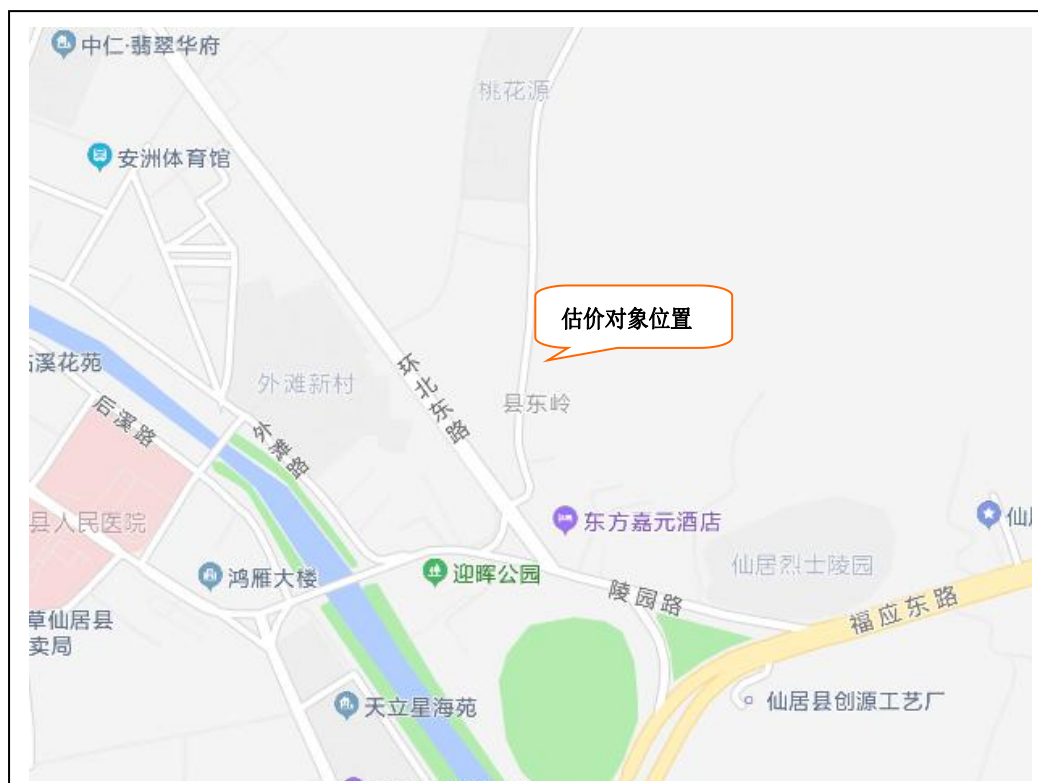 中仁·翡翠华府
桃花源
安洲体育馆
估价对象位置
溪花苑
外滩新村
环北东路
县东岭
后溪路
外滩路
县人民医院
东方嘉元酒店
仙
鸿雁大楼
迎晖公园
仙居烈士陵园
陵园路
福应东路
草仙居县
卖局
天立星海苑
仙居县创源工艺厂